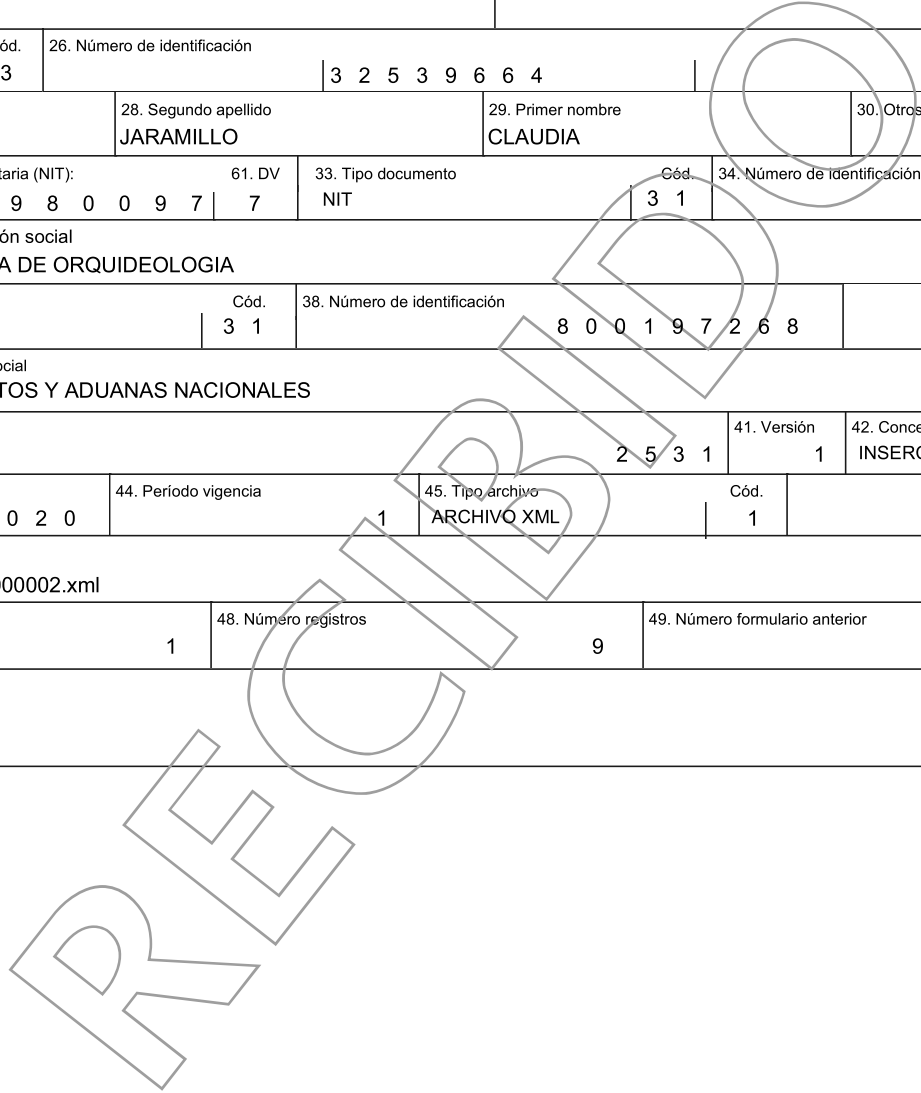 ód. 26. Número de identificación
3 3 2 5 3 9 6 6 4
28. Segundo apellido 29. Primer nombre 30. Otros
JARAMILLO CLAUDIA
taria (NIT): 61. DV 33. Tipo documento Cód. 34. Número de identificación
9 8 0 0 9 7 7 NIT 3 1
ón social
A DE ORQUIDEOLOGIA
Cód. 38. Número de identificación
3 1 8 0 0 1 9 7 2 6 8
ocial
TOS Y ADUANAS NACIONALES
41. Versión 42. Conce
2 5 3 1 1 INSERC
44. Período vigencia 45. Tipo archivo Cód.
0 2 0 1 ARCHIVO XML 1
000002.xml
48. Número registros 49. Número formulario anterior
1 9
RECIBIDO